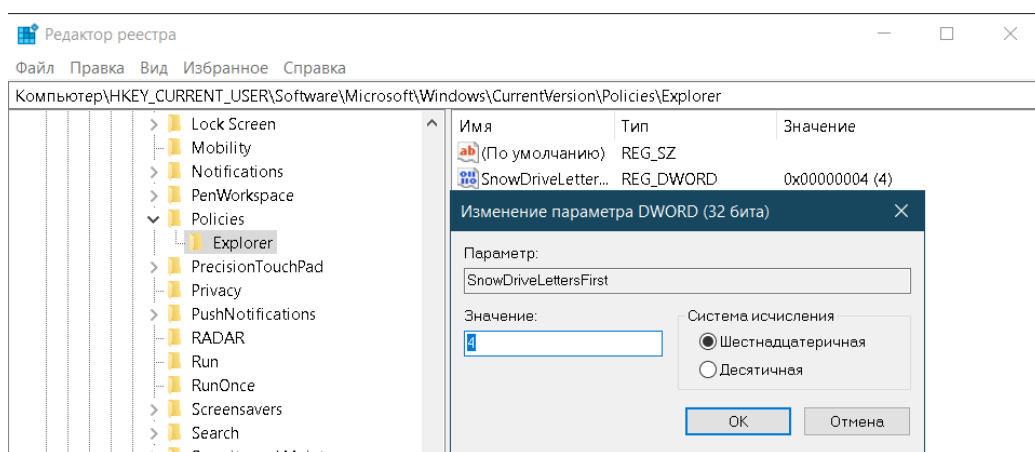 Редактор реестра
Файл Правка Вид Избранное Справка
Компьютер\HKEY_CURRENT_USER\Software\Microsoft\Windows\CurrentVersion\Policies\Explorer
Lock Screen
Mobility
Notifications
PenWorkspace
Policies
Explorer
PrecisionTouchPad
Privacy
PushNotifications
RADAR
Run
RunOnce
Screensavers
Search
Имя Тип Значение
(По умолчанию) REG_SZ
SnowDriveLetter... REG_DWORD 0x00000004 (4)
Изменение параметра DWORD (32 бита)
Параметр:
SnowDriveLettersFirst
Значение:
4
Система исчисления
Шестнадцатеричная
Десятичная
OK Отмена